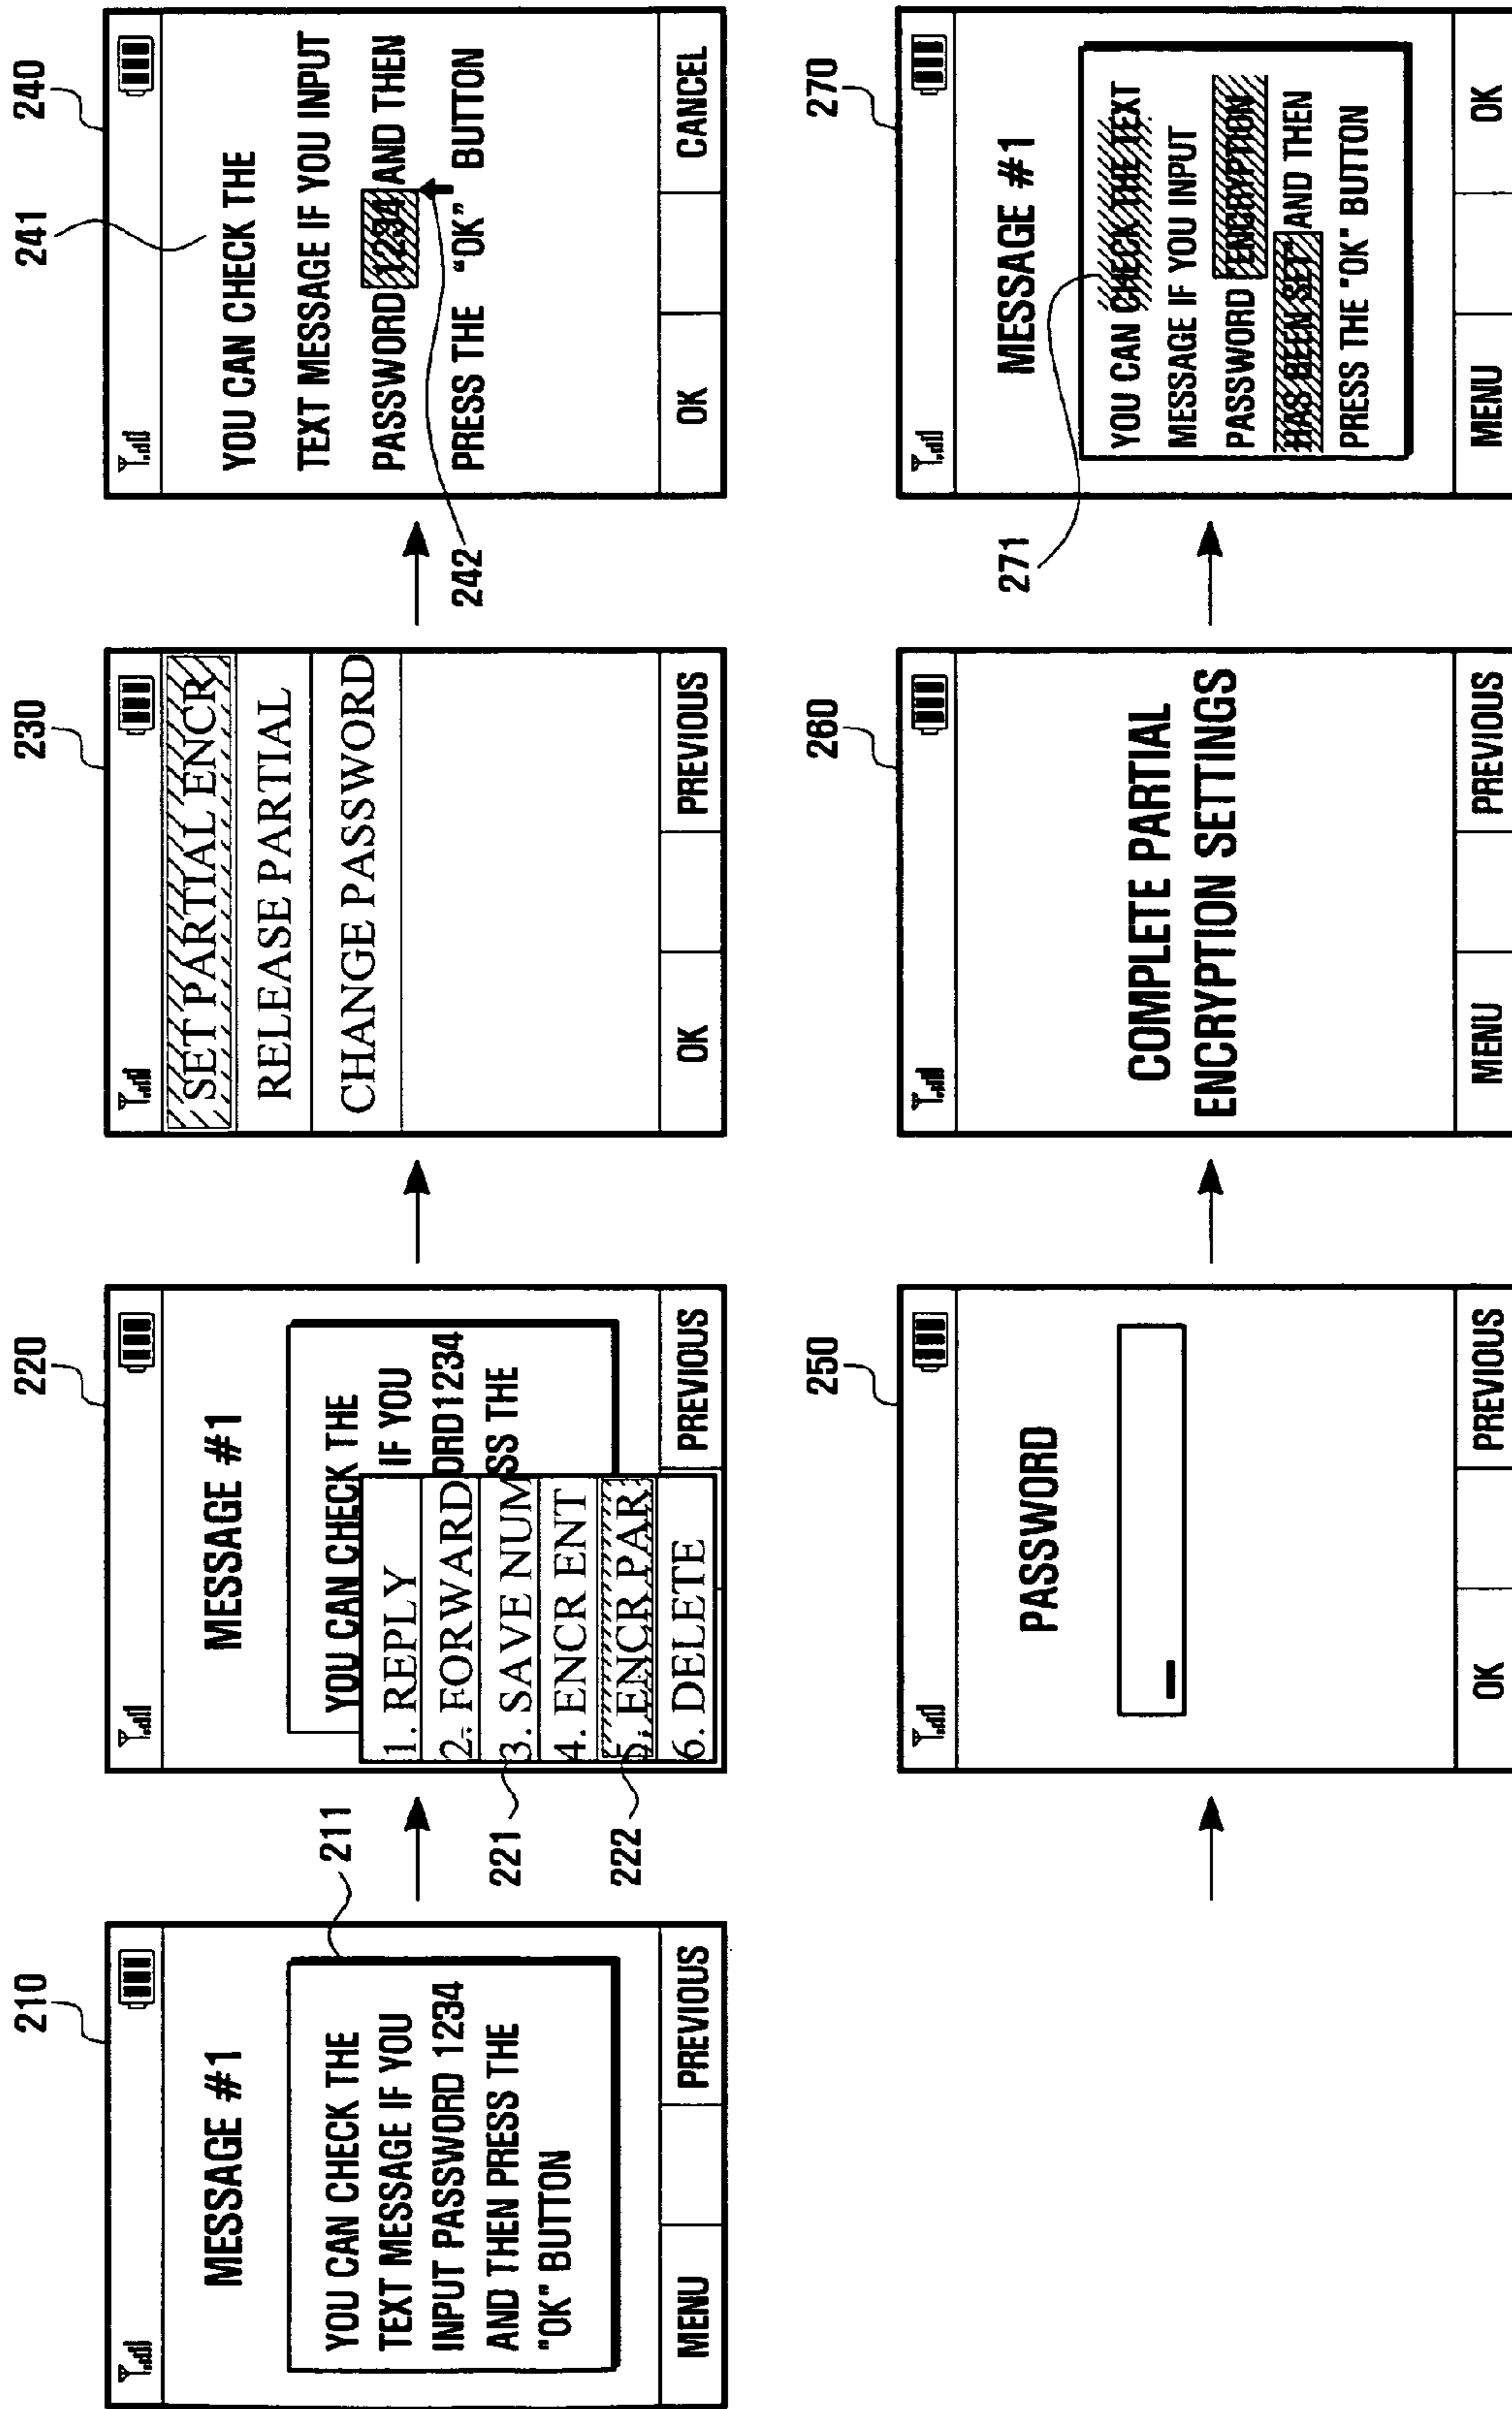 210
MESSAGE #1
211
YOU CAN CHECK THE
TEXT MESSAGE IF YOU
INPUT PASSWORD 1234
AND THEN PRESS THE
"OK" BUTTON
MENU PREVIOUS
220
MESSAGE #1
YOU CAN CHECK THE
IF YOU
ORD1234
SS THE
1. REPLY
2. FORWARD
3. SAVE NUM
4. ENCR ENT
5. ENCR PAR
6. DELETE
221
222
PREVIOUS
230
SET PARTIAL ENCR
RELEASE PARTIAL
CHANGE PASSWORD
OK PREVIOUS
240
241
YOU CAN CHECK THE
TEXT MESSAGE IF YOU INPUT
PASSWORD 1234 AND THEN
PRESS THE "OK" BUTTON
242
OK CANCEL
250
PASSWORD
OK PREVIOUS
260
COMPLETE PARTIAL
ENCRYPTION SETTINGS
MENU PREVIOUS
270
MESSAGE #1
271
YOU CAN CHECK THE TEXT
MESSAGE IF YOU INPUT
PASSWORD "ENCRYPTION
HAS BEEN SET" AND THEN
PRESS THE "OK" BUTTON
MENU OK